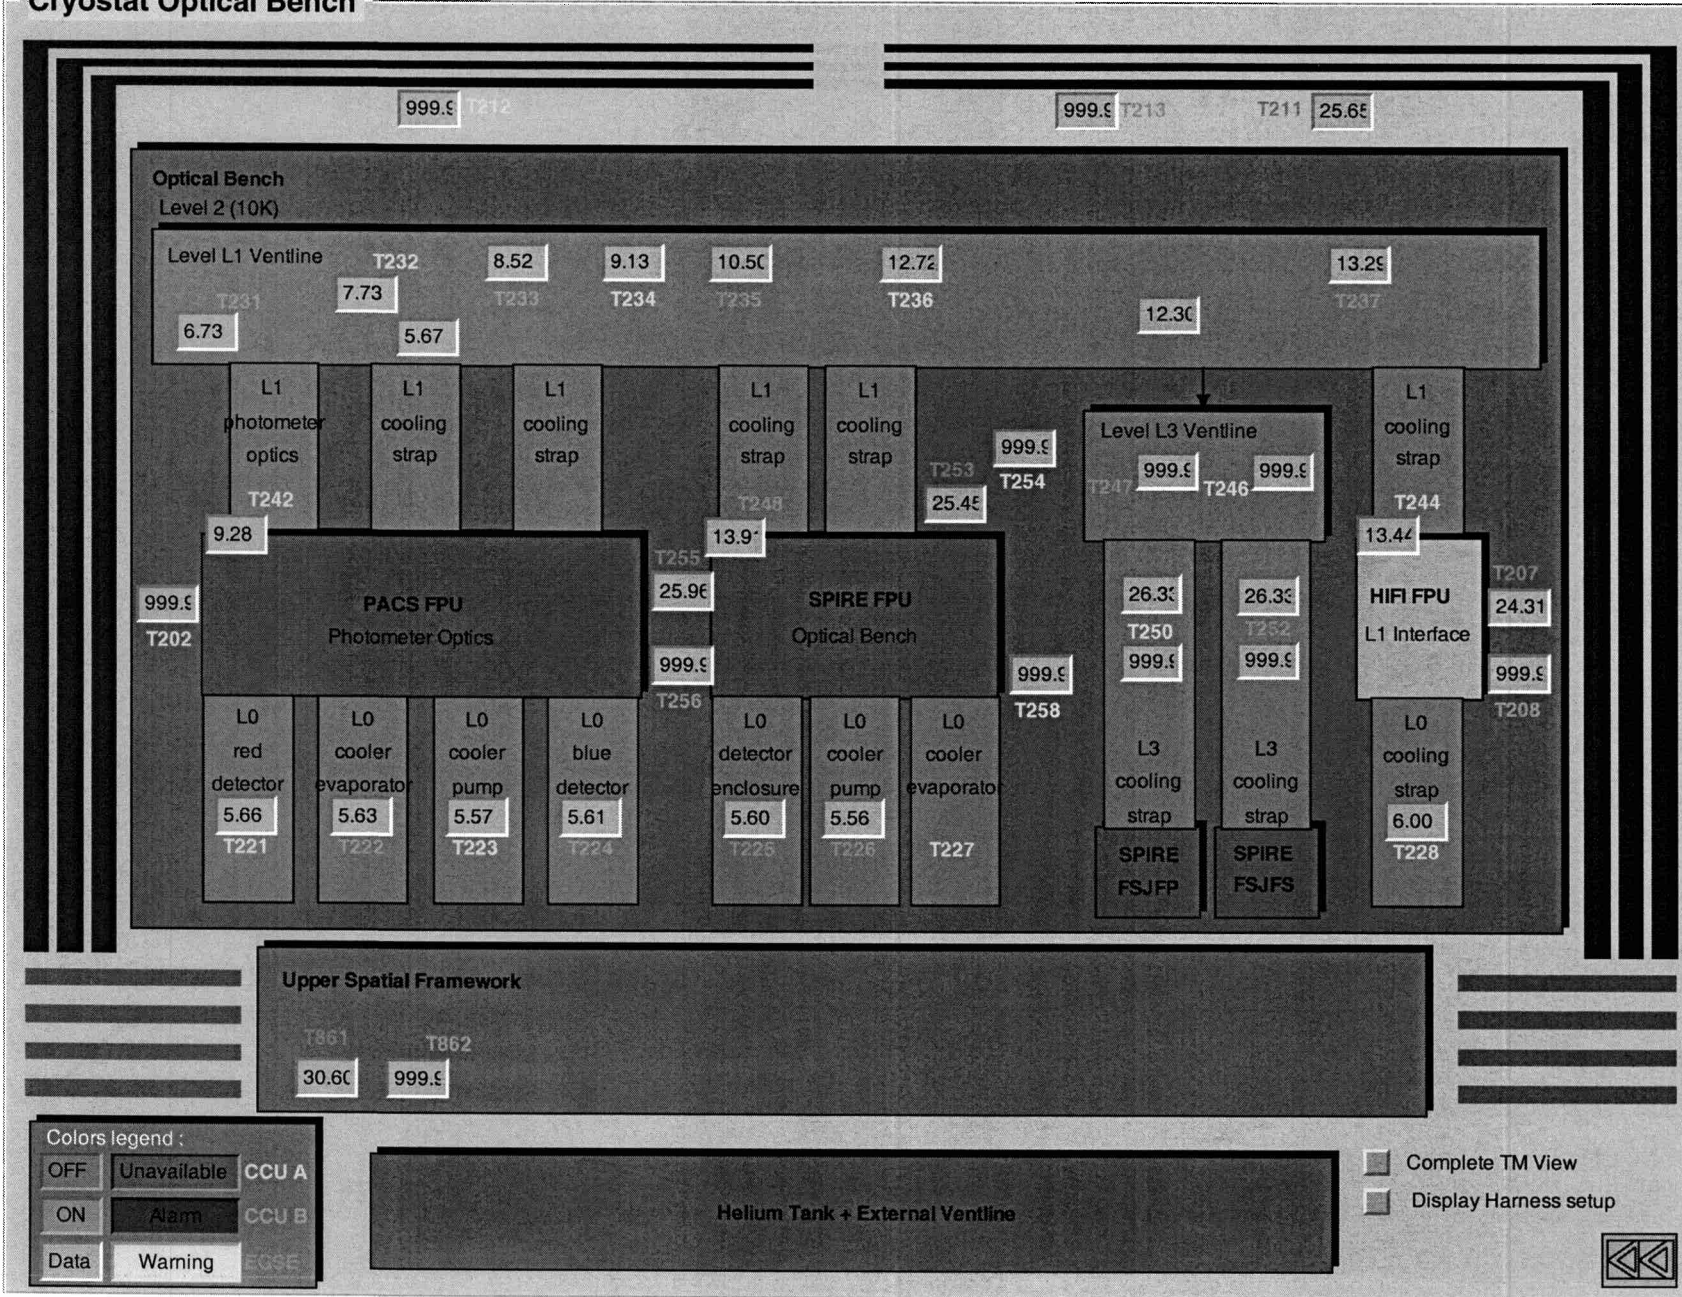 Cryostat Optical Bench
999.9 T212
999.9 T213
T211 25.65
Optical Bench
Level 2 (10K)
Level L1 Ventline
T232
8.52
9.13
10.50
12.72
13.29
T231
7.73
T233
T234
T235
T236
T237
6.73
5.67
12.30
L1
photometer
optics
T242
L1
cooling
strap
L1
cooling
strap
L1
cooling
strap
T248
L1
cooling
strap
T253
25.45
999.9
T254
Level L3 Ventline
T247
999.9
T246
999.9
L1
cooling
strap
T244
9.28
PACS FPU
Photometer Optics
999.9
T202
T255
25.96
999.9
T256
13.91
SPIRE FPU
Optical Bench
999.9
T258
26.33
T250
999.9
L3
cooling
strap
26.33
T252
999.9
L3
cooling
strap
13.44
HIFI FPU
L1 Interface
T207
24.31
999.9
T208
L0
red
detector
5.66
T221
L0
cooler
evaporator
5.63
T222
L0
cooler
pump
5.57
T223
L0
blue
detector
5.61
T224
L0
detector
enclosure
5.60
T225
L0
cooler
pump
5.56
T226
L0
cooler
evaporator
T227
SPIRE
FSJFP
SPIRE
FSJFS
L0
cooling
strap
6.00
T228
Upper Spatial Framework
T861
T862
30.60
999.9
Colors legend :
OFF Unavailable CCU A
ON Alarm CCU B
Data Warning EGSE
Helium Tank + External Ventline
Complete TM View
Display Harness setup